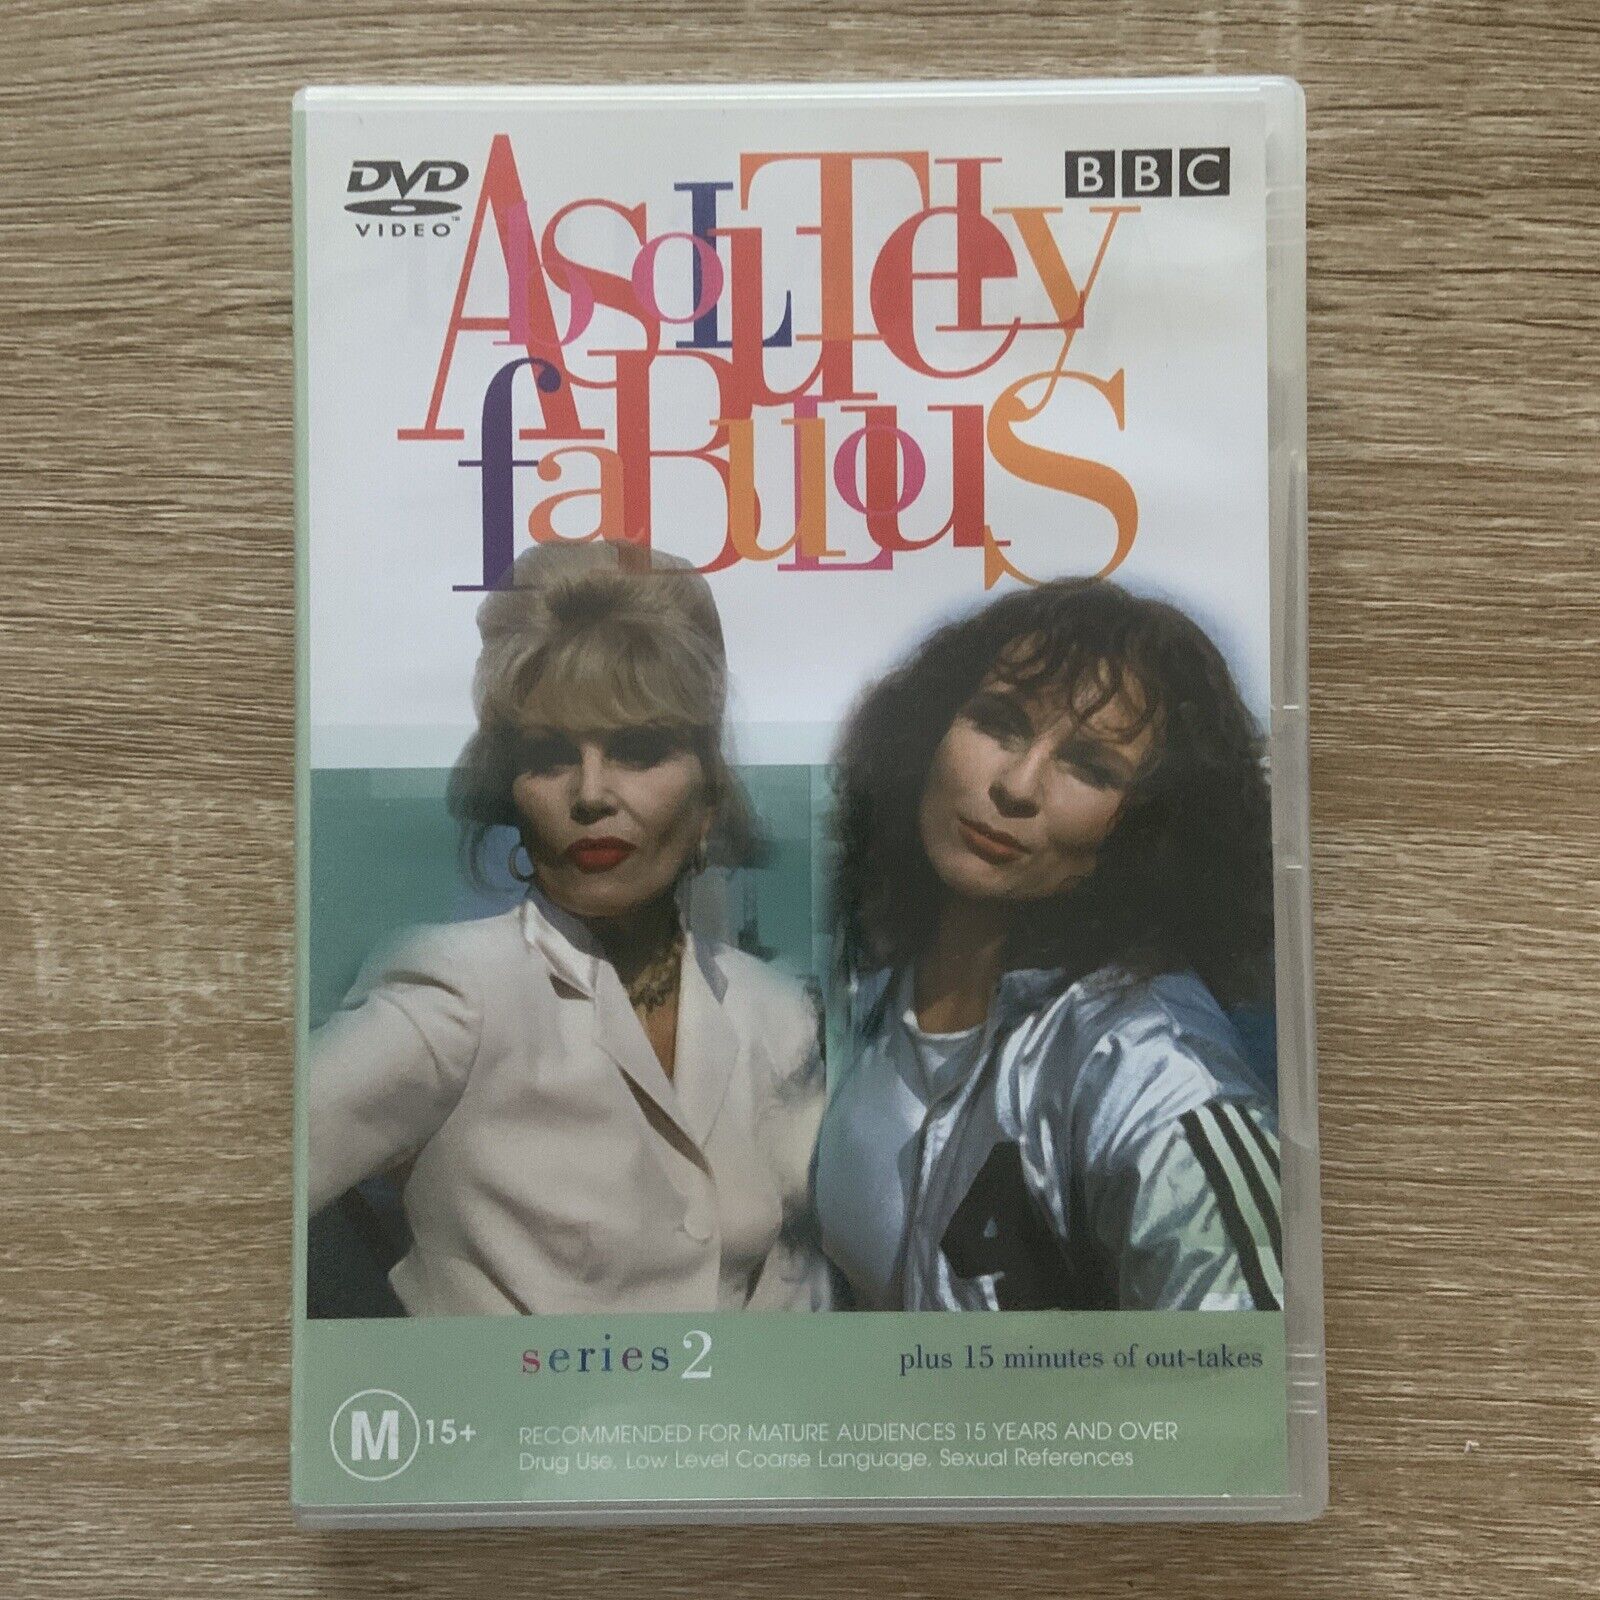 DVD
VIDEO™
BBC
AbsoLuTely
faBuLouS
series 2
plus 15 minutes of out-takes
M 15+
RECOMMENDED FOR MATURE AUDIENCES 15 YEARS AND OVER
Drug Use, Low Level Coarse Language, Sexual References